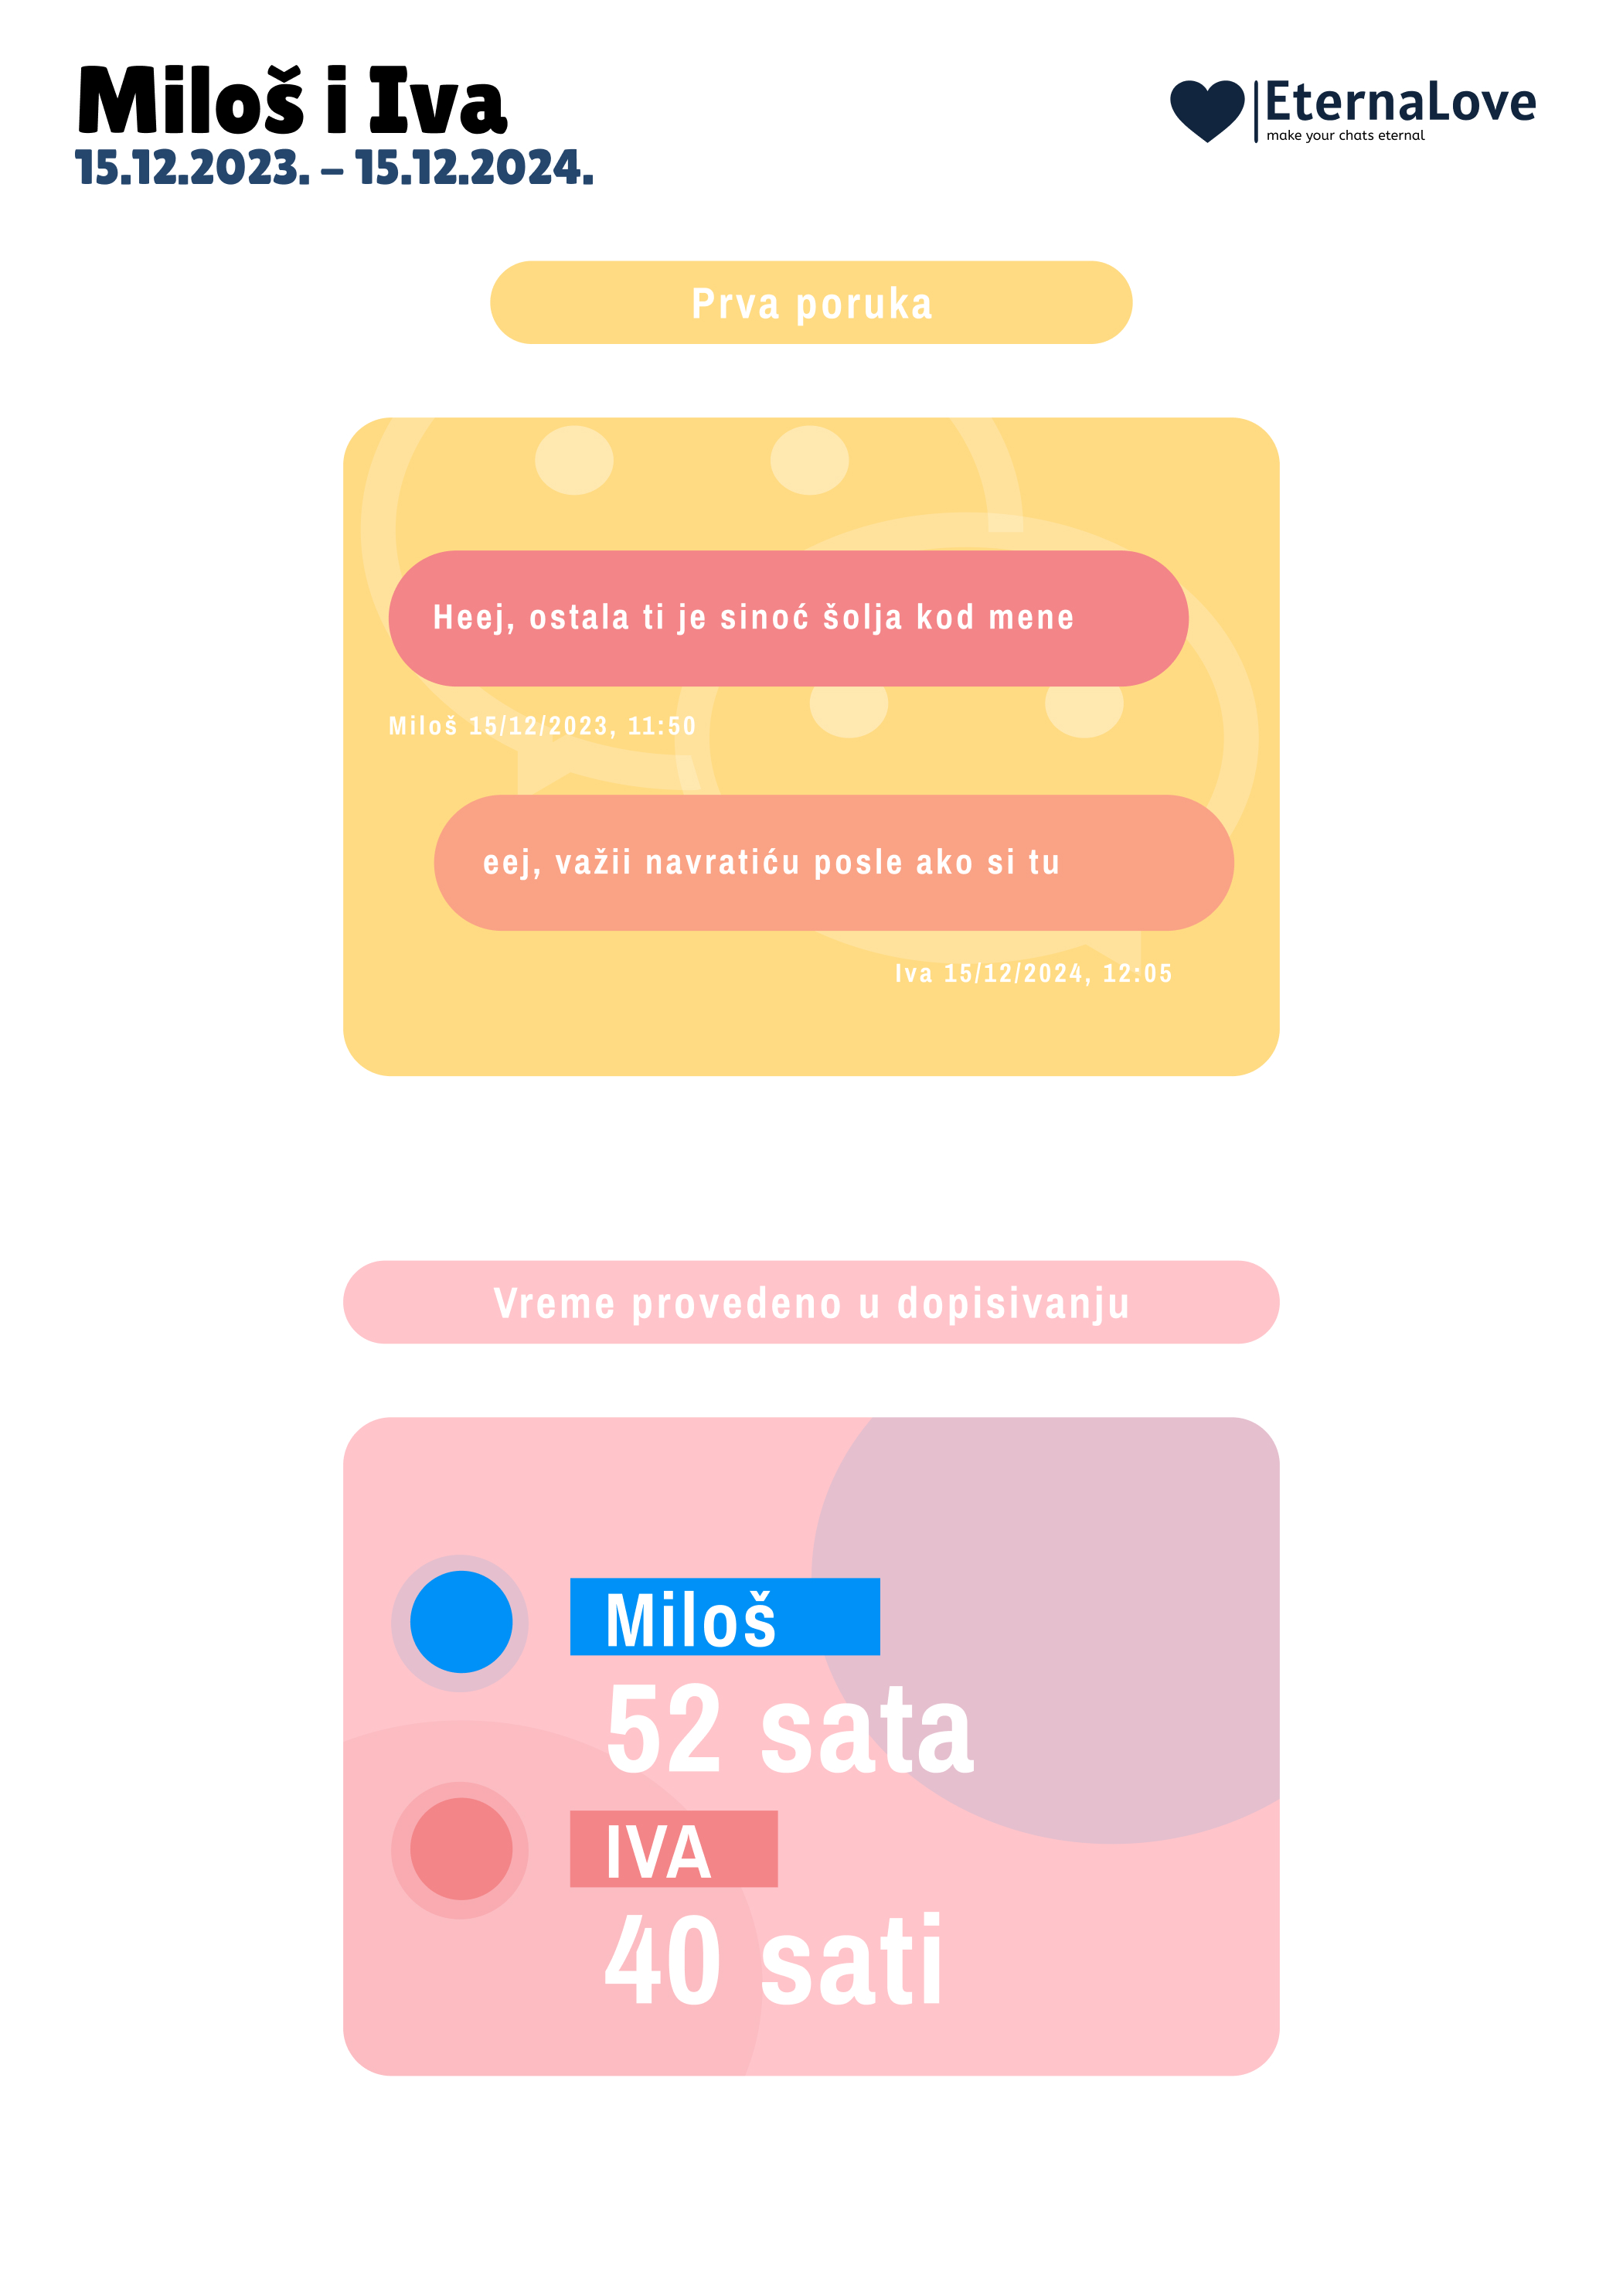 Miloš i Iva
15.12.2023. – 15.12.2024.
EternaLove
make your chats eternal
Prva poruka
Heej, ostala ti je sinoć šolja kod mene
Miloš 15/12/2023, 11:50
eej, važii navratiću posle ako si tu
Iva 15/12/2024, 12:05
Vreme provedeno u dopisivanju
Miloš
52 sata
IVA
40 sati